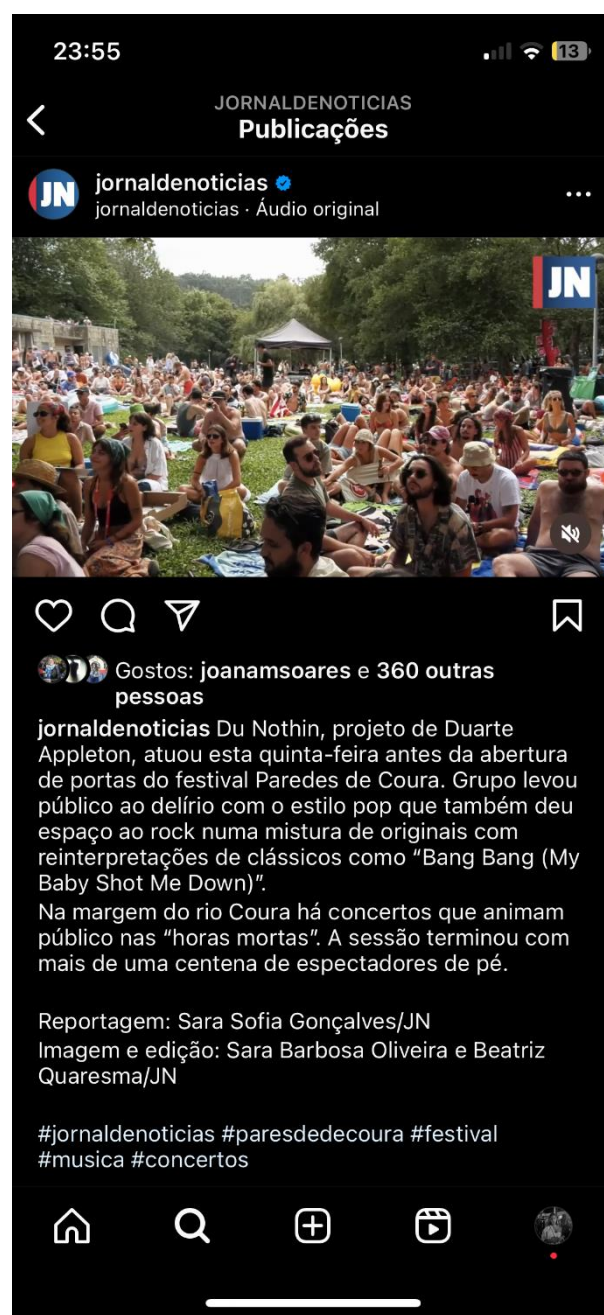 23:55
13
JORNALDENOTICIAS
Publicações
JN
jornaldenoticias
jornaldenoticias · Áudio original
JN
Gostos: joanamsoares e 360 outras
pessoas
jornaldenoticias Du Nothin, projeto de Duarte
Appleton, atuou esta quinta-feira antes da abertura
de portas do festival Paredes de Coura. Grupo levou
público ao delírio com o estilo pop que também deu
espaço ao rock numa mistura de originais com
reinterpretações de clássicos como “Bang Bang (My
Baby Shot Me Down)”.
Na margem do rio Coura há concertos que animam
público nas “horas mortas”. A sessão terminou com
mais de uma centena de espectadores de pé.
Reportagem: Sara Sofia Gonçalves/JN
Imagem e edição: Sara Barbosa Oliveira e Beatriz
Quaresma/JN
#jornaldenoticias #paresdedecoura #festival
#musica #concertos